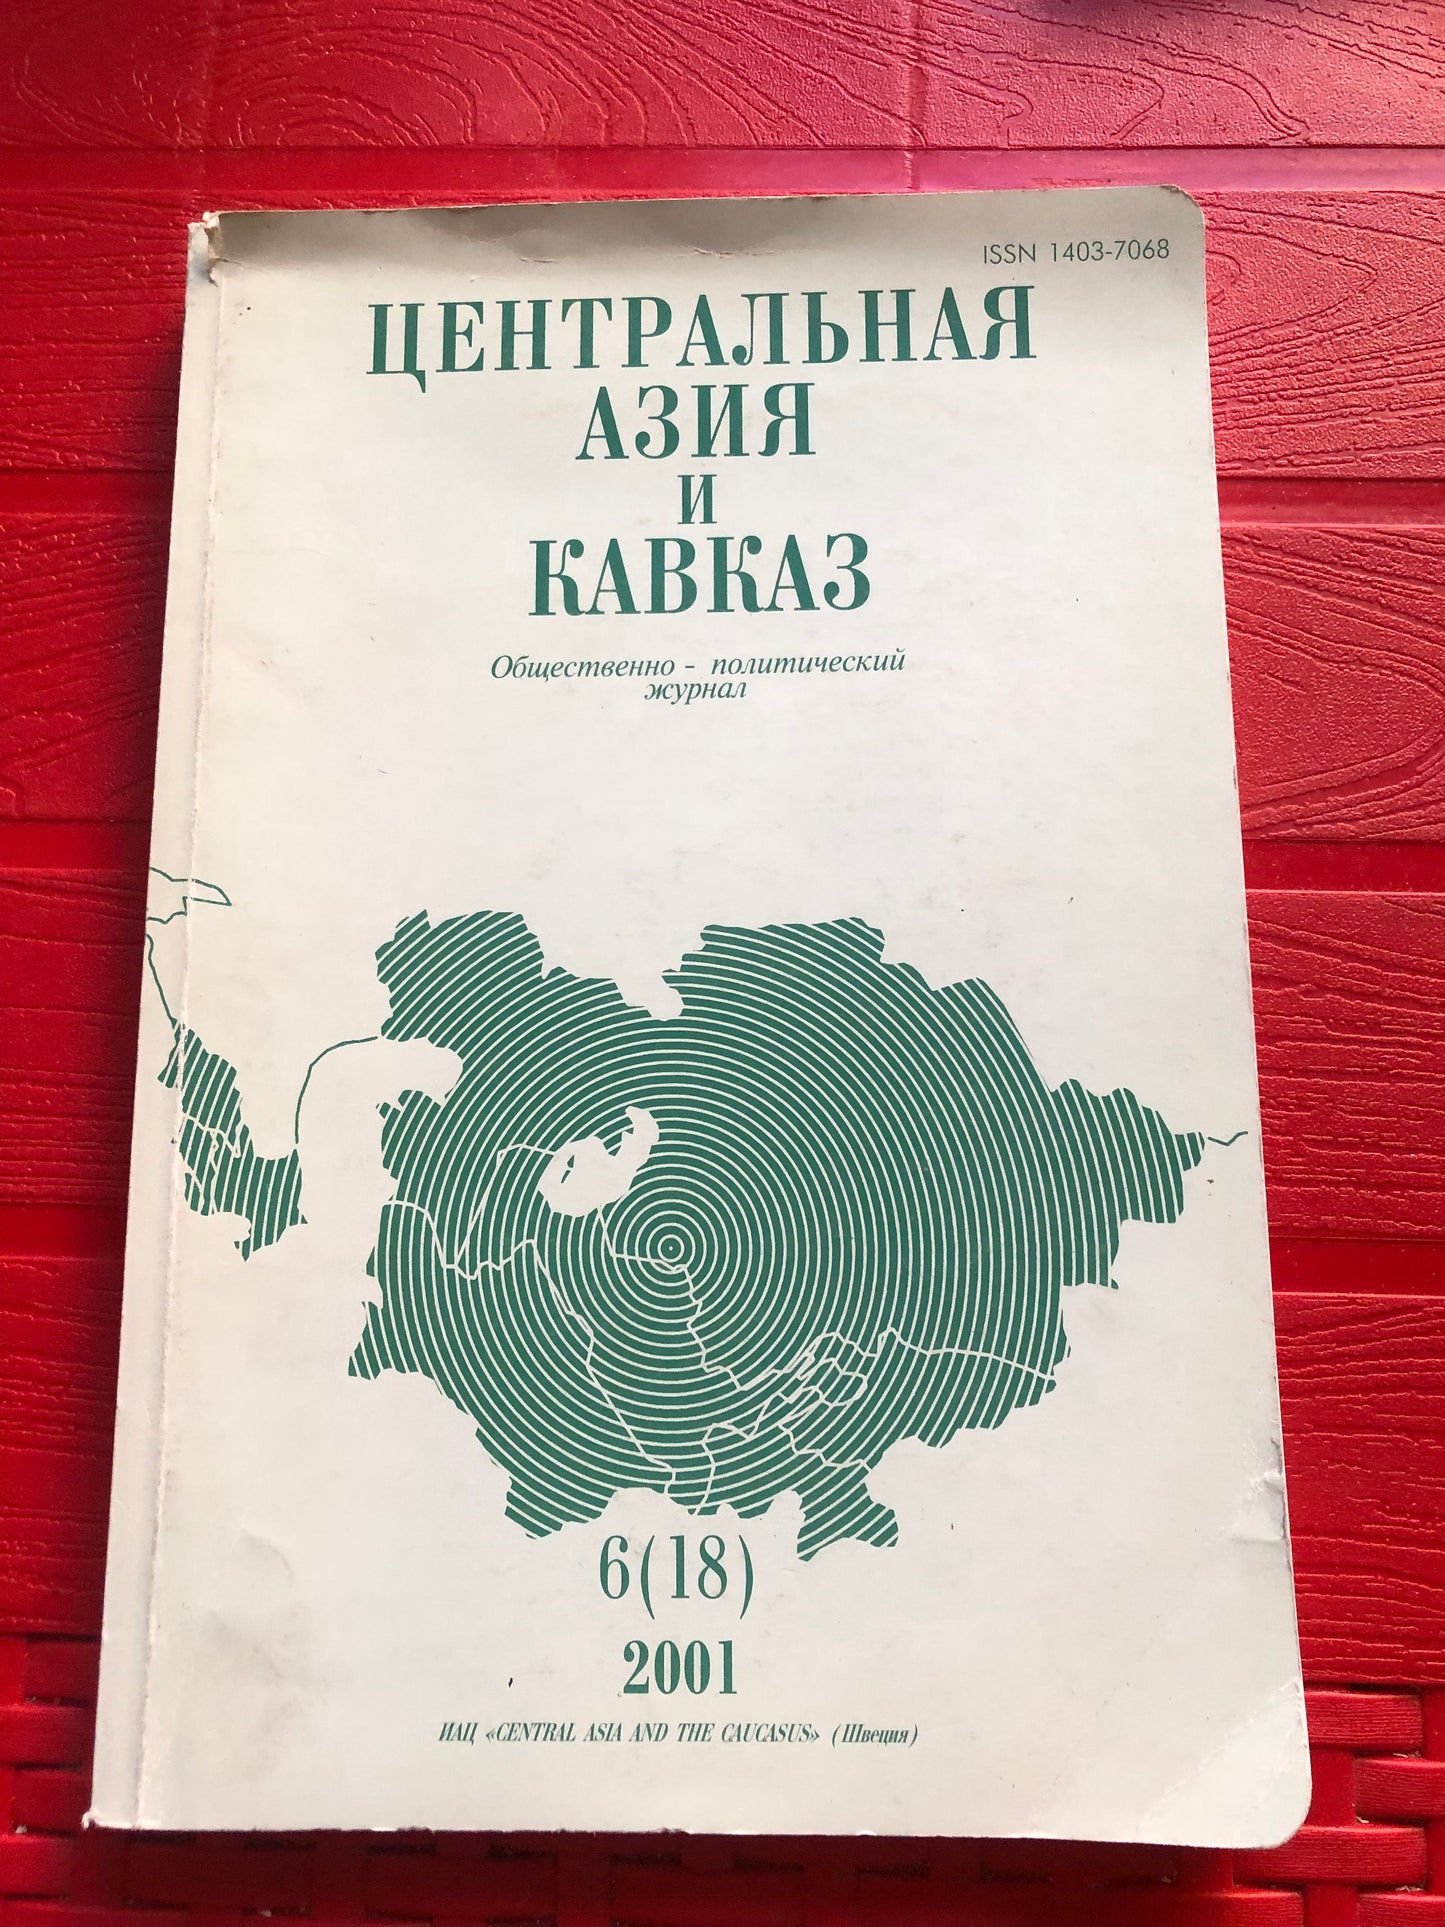 ISSN 1403-7068
ЦЕНТРАЛЬНАЯ
АЗИЯ
И
КАВКАЗ
Общественно - политический
журнал
6(18)
2001
ИАЦ «CENTRAL ASIA AND THE CAUCASUS» (Швеция)